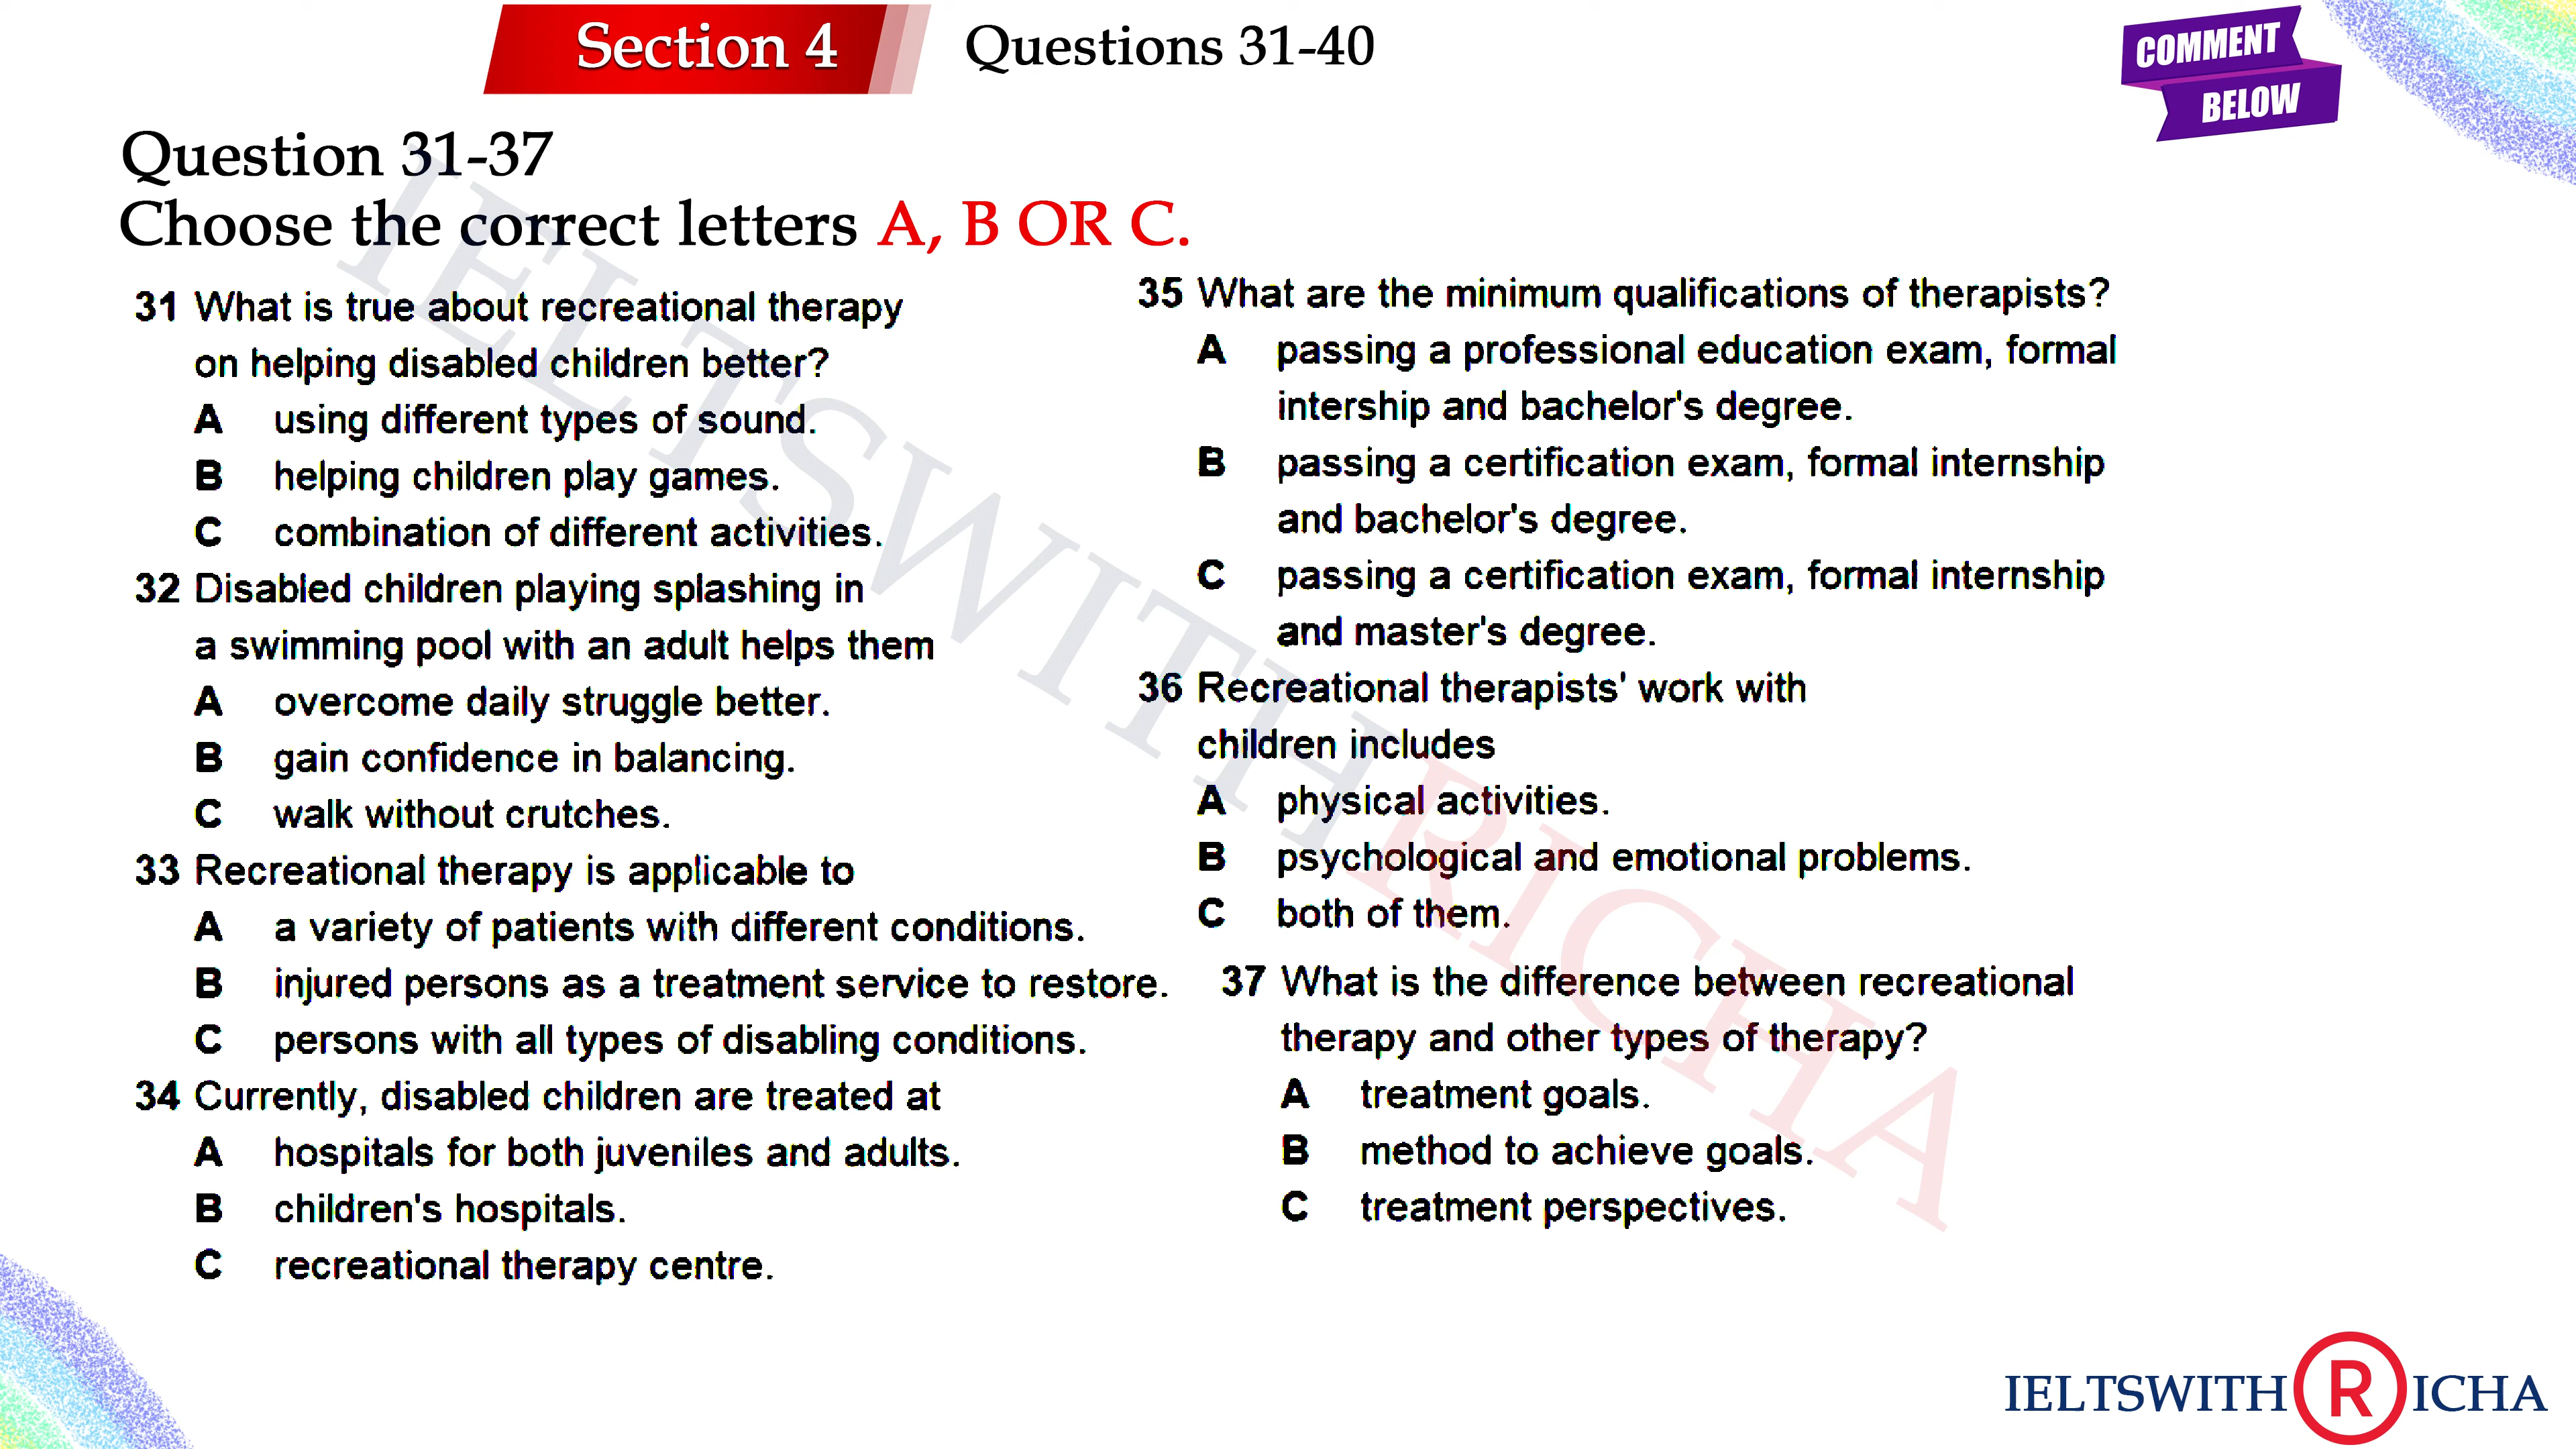 Section 4 Questions 31-40
COMMENT
BELOW
Question 31-37
Choose the correct letters A, B OR C.
31 What is true about recreational therapy
on helping disabled children better?
A using different types of sound.
B helping children play games.
C combination of different activities.
32 Disabled children playing splashing in
a swimming pool with an adult helps them
A overcome daily struggle better.
B gain confidence in balancing.
C walk without crutches.
33 Recreational therapy is applicable to
A a variety of patients with different conditions.
B injured persons as a treatment service to restore.
C persons with all types of disabling conditions.
34 Currently, disabled children are treated at
A hospitals for both juveniles and adults.
B children's hospitals.
C recreational therapy centre.
35 What are the minimum qualifications of therapists?
A passing a professional education exam, formal
intership and bachelor's degree.
B passing a certification exam, formal internship
and bachelor's degree.
C passing a certification exam, formal internship
and master's degree.
36 Recreational therapists' work with
children includes
A physical activities.
B psychological and emotional problems.
C both of them.
37 What is the difference between recreational
therapy and other types of therapy?
A treatment goals.
B method to achieve goals.
C treatment perspectives.
IELTSWITHRICHA
IELTSWITHRICHA